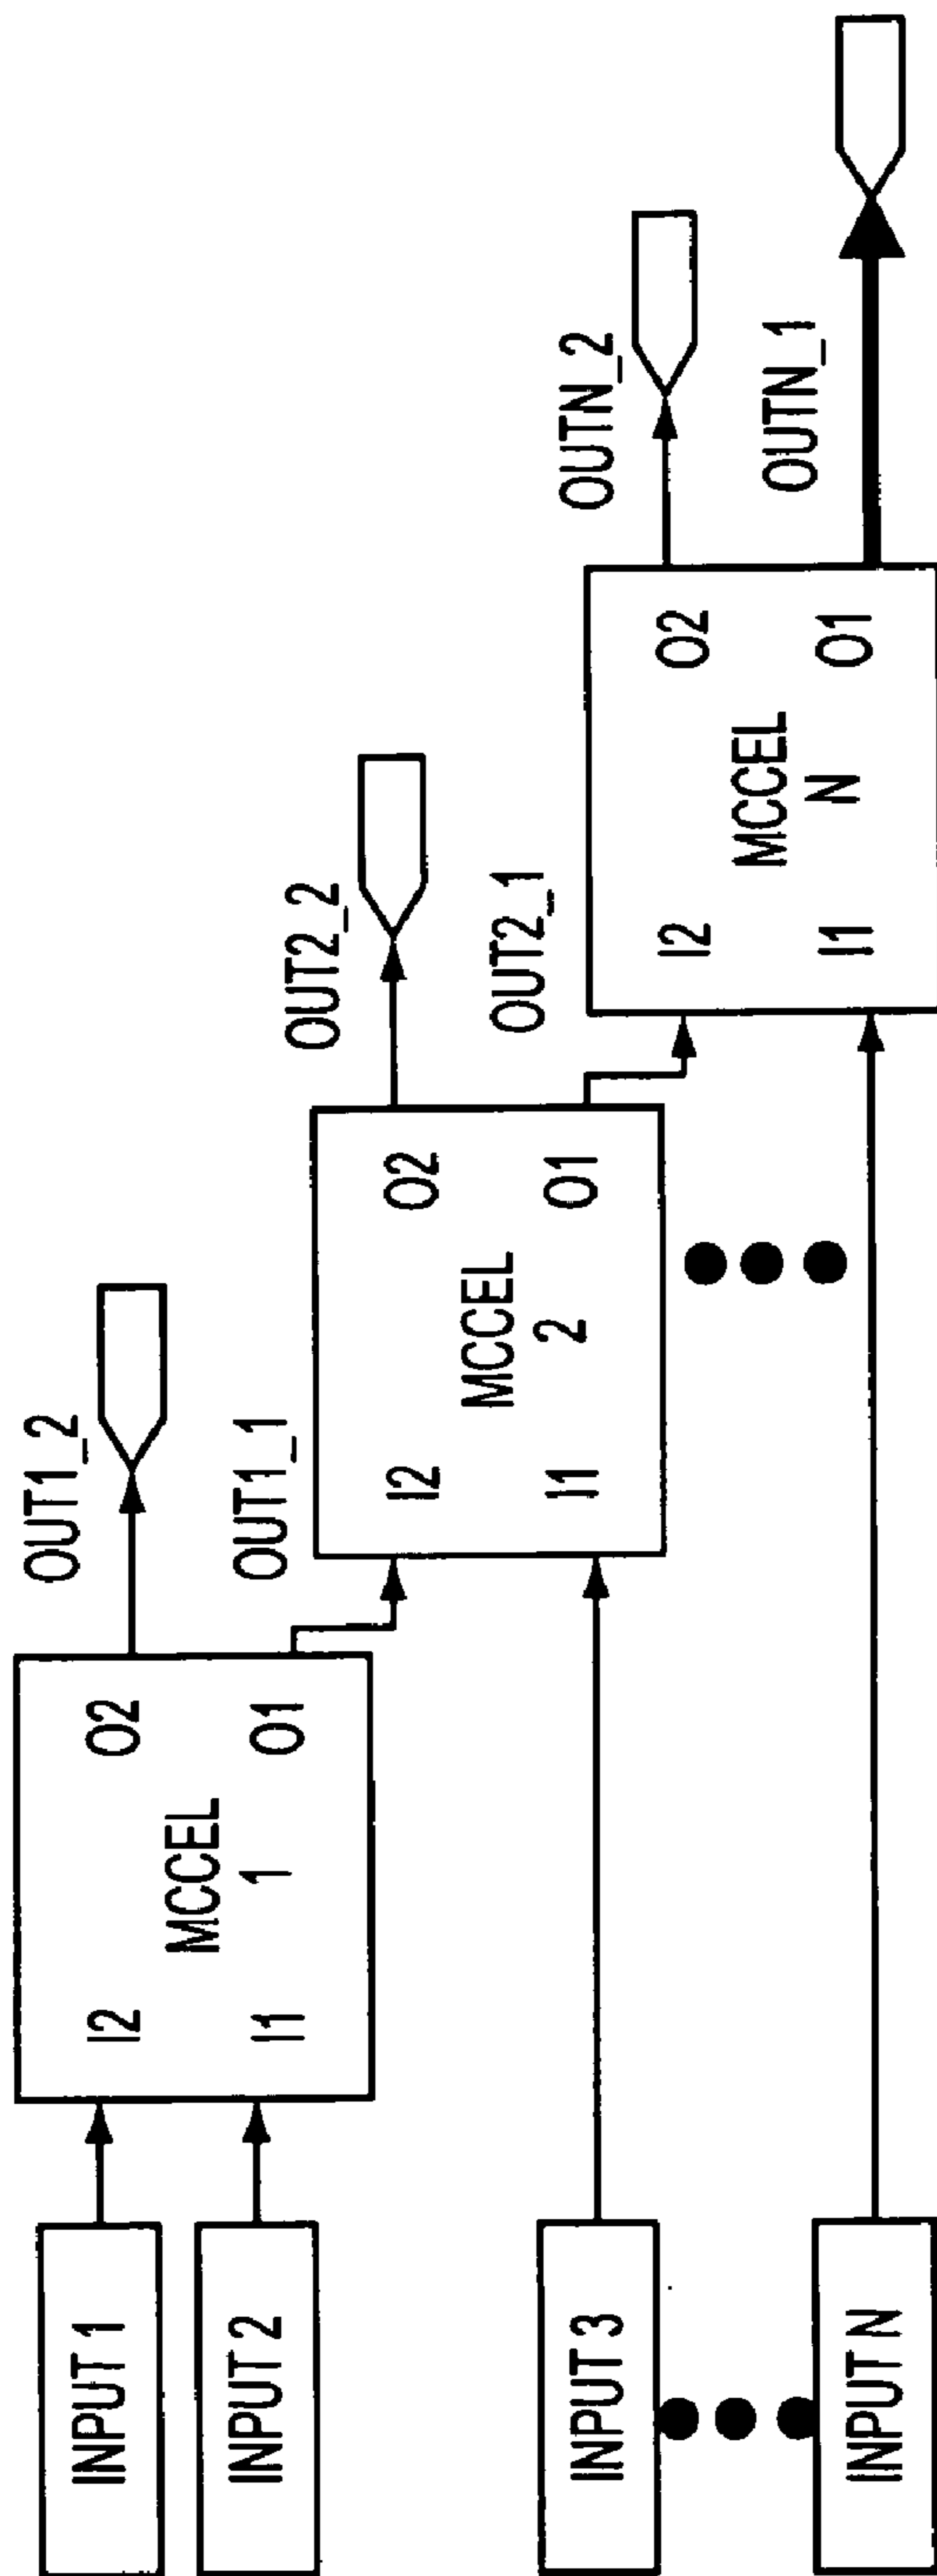 INPUT 1
INPUT 2
INPUT 3
INPUT N
I2
O2
MCCEL
1
I1
O1
OUT1_2
OUT1_1
I2
O2
MCCEL
2
I1
O1
OUT2_2
OUT2_1
I2
O2
MCCEL
N
I1
O1
OUTN_2
OUTN_1